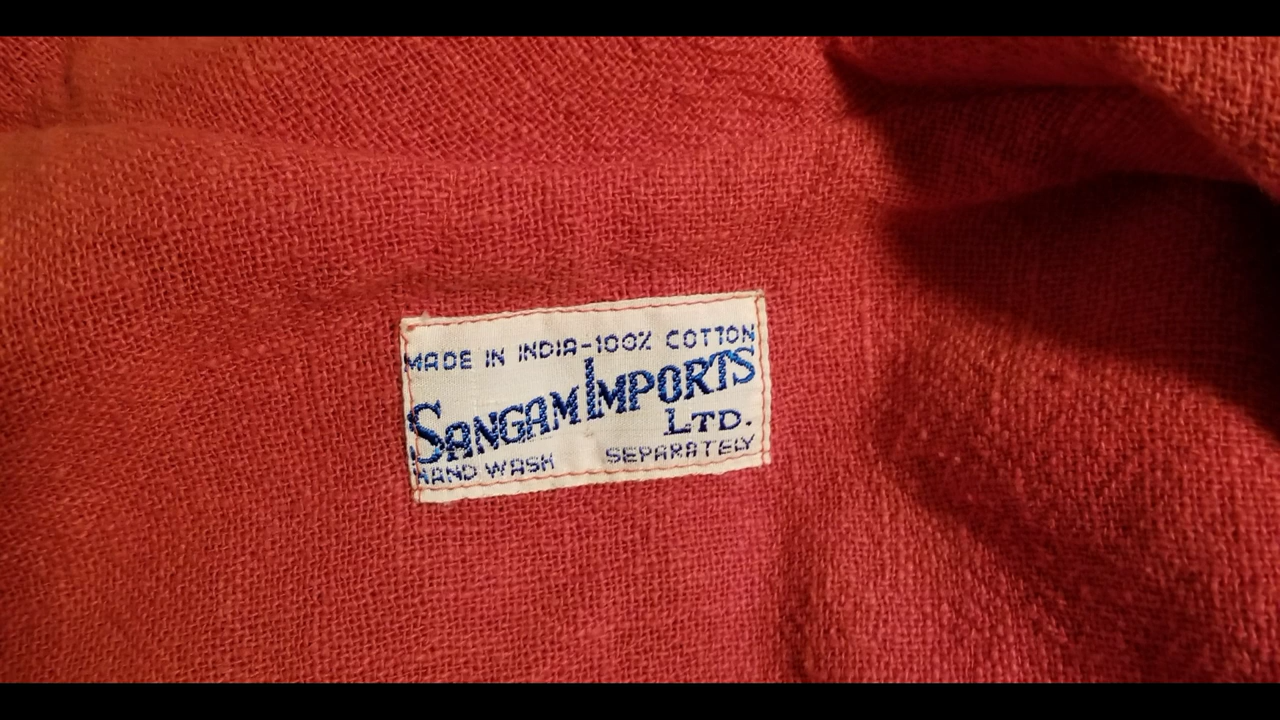 MADE IN INDIA-100% COTTON
SANGAM IMPORTS
LTD.
HAND WASH SEPARATELY